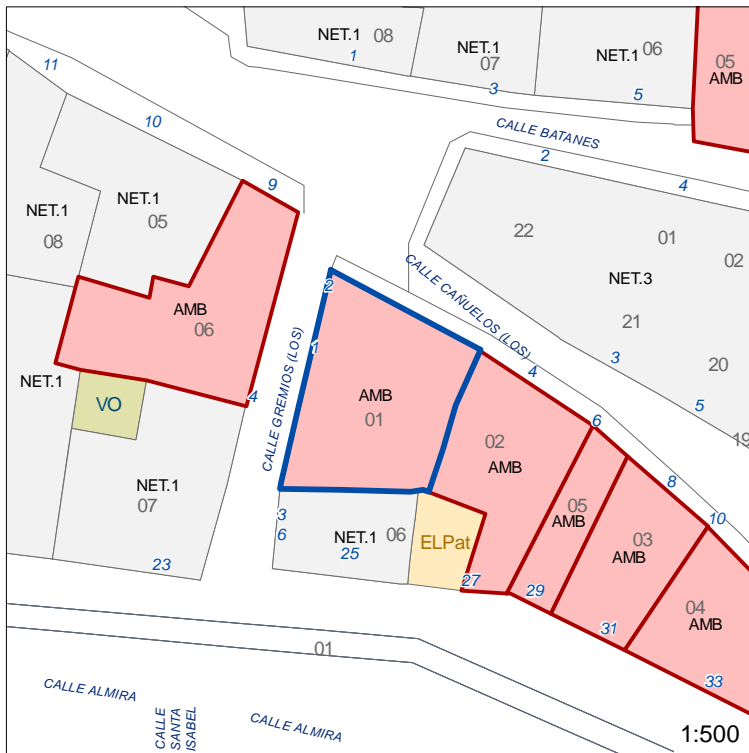 NET.1 08
1
NET.1
07
3
NET.1 06
5
05
AMB
11
10
9
CALLE BATANES
2
4
NET.1
05
NET.1
08
22
01
02
NET.3
21
20
19
3
5
CALLE CAÑUELOS (LOS)
AMB
06
4
2
1
CALLE GREMIOS (LOS)
AMB
01
NET.1
VO
4
6
8
10
02
AMB
05
AMB
03
AMB
04
AMB
NET.1
07
23
3
6
NET.1 06
25
ELPat
27
29
31
33
01
CALLE ALMIRA
CALLE
SANTA
ISABEL
CALLE ALMIRA
1:500